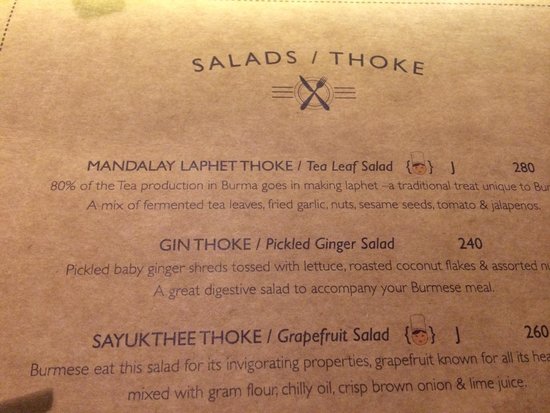 SALADS / THOKE
MANDALAY LAPHET THOKE / Tea Leaf Salad { } J 280
80% of the Tea production in Burma goes in making laphet –a traditional treat unique to
A mix of fermented tea leaves, fried garlic, nuts, sesame seeds, tomato & jalapenos.
GIN THOKE / Pickled Ginger Salad 240
Pickled baby ginger shreds tossed with lettuce, roasted coconut flakes & assorted
A great digestive salad to accompany your Burmese meal.
SAYUKTHEE THOKE / Grapefruit Salad { } J 260
Burmese eat this salad for its invigorating properties, grapefruit known for all its
mixed with gram flour, chilly oil, crisp brown onion & lime juice.